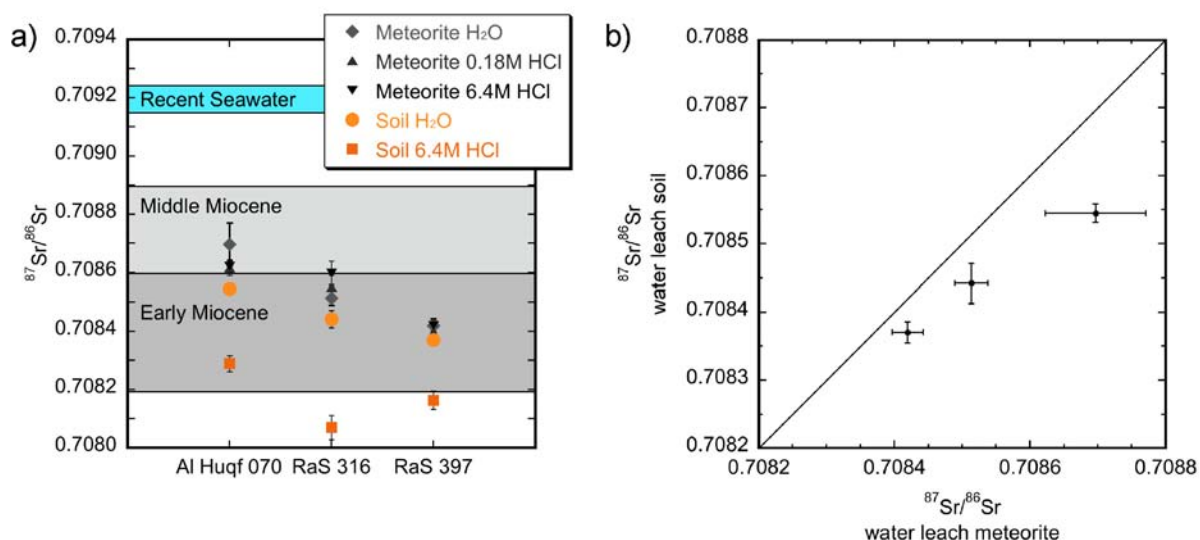 a)
0.7094
0.7092
0.7090
0.7088
0.7086
0.7084
0.7082
0.7080
⁸⁷Sr/⁸⁶Sr
Meteorite H₂O
Meteorite 0.18M HCl
Meteorite 6.4M HCl
Soil H₂O
Soil 6.4M HCl
Recent Seawater
Middle Miocene
Early Miocene
Al Huqf 070
RaS 316
RaS 397
b)
0.7088
0.7087
0.7086
0.7085
0.7084
0.7083
0.7082
⁸⁷Sr/⁸⁶Sr
water leach soil
0.7082
0.7084
0.7086
0.7088
⁸⁷Sr/⁸⁶Sr
water leach meteorite